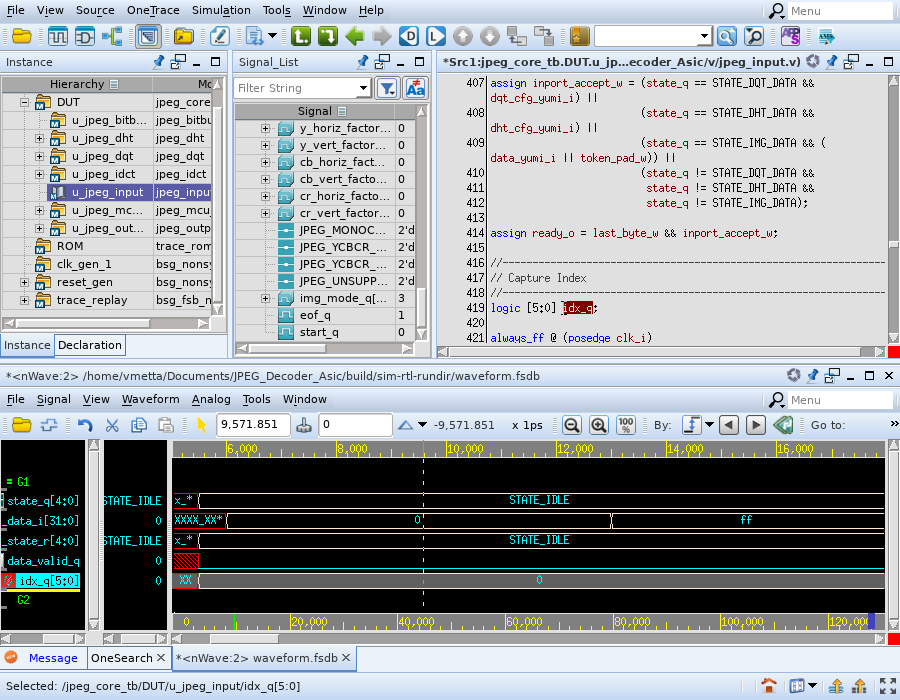 File View Source OneTrace Simulation Tools Window Help Menu
Instance
Hierarchy Mo
DUT jpeg_core
u_jpeg_bitb... jpeg_bitbu
u_jpeg_dht jpeg_dht
u_jpeg_dqt jpeg_dqt
u_jpeg_idct jpeg_idct
u_jpeg_input jpeg_inpu
u_jpeg_mc... jpeg_mcu_
u_jpeg_out... jpeg_outp
ROM trace_rom
clk_gen_1 bsg_nonsy
reset_gen bsg_nonsy
trace_replay bsg_fsb_n
Instance Declaration
Signal_List
Filter String
Signal
y_horiz_factor... 0
y_vert_factor... 0
cb_horiz_fact... 0
cb_vert_facto... 0
cr_horiz_facto... 0
cr_vert_factor... 0
JPEG_MONOC... 2'd
JPEG_YCBCR_... 2'd
JPEG_YCBCR_... 2'd
JPEG_UNSUPP... 2'd
img_mode_q[... 3
eof_q 1
start_q 0
*Src1:jpeg_core_tb.DUT.u_jp...ecoder_Asic/v/jpeg_input.v)
407 assign inport_accept_w = (state_q == STATE_DQT_DATA &&
dqt_cfg_yumi_i) ||
408 (state_q == STATE_DHT_DATA &&
dht_cfg_yumi_i) ||
409 (state_q == STATE_IMG_DATA && (
data_yumi_i || token_pad_w)) ||
410 (state_q != STATE_DQT_DATA &&
411 state_q != STATE_DHT_DATA &&
412 state_q != STATE_IMG_DATA);
413
414 assign ready_o = last_byte_w && inport_accept_w;
415
416 //-----------------------------------------------------------------
417 // Capture Index
418 //-----------------------------------------------------------------
419 logic [5:0] idx_q;
420
421 always_ff @ (posedge clk_i)
*<nWave:2> /home/vmetta/Documents/JPEG_Decoder_Asic/build/sim-rtl-rundir/waveform.fsdb
File Signal View Waveform Analog Tools Window Menu
9,571.851 0 -9,571.851 x 1ps 100% By: Go to: »
6,000 8,000 10,000 12,000 14,000 16,000
= G1
state_q[4:0] STATE_IDLE x_* STATE_IDLE
_data_i[31:0] 0 XXXX_XX* 0 ff
_state_r[4:0] STATE_IDLE x_* STATE_IDLE
data_valid_q 0
idx_q[5:0] 0 XX 0
G2
0 20,000 40,000 60,000 80,000 100,000 120,00
Message OneSearch *<nWave:2> waveform.fsdb
Selected: /jpeg_core_tb/DUT/u_jpeg_input/idx_q[5:0]